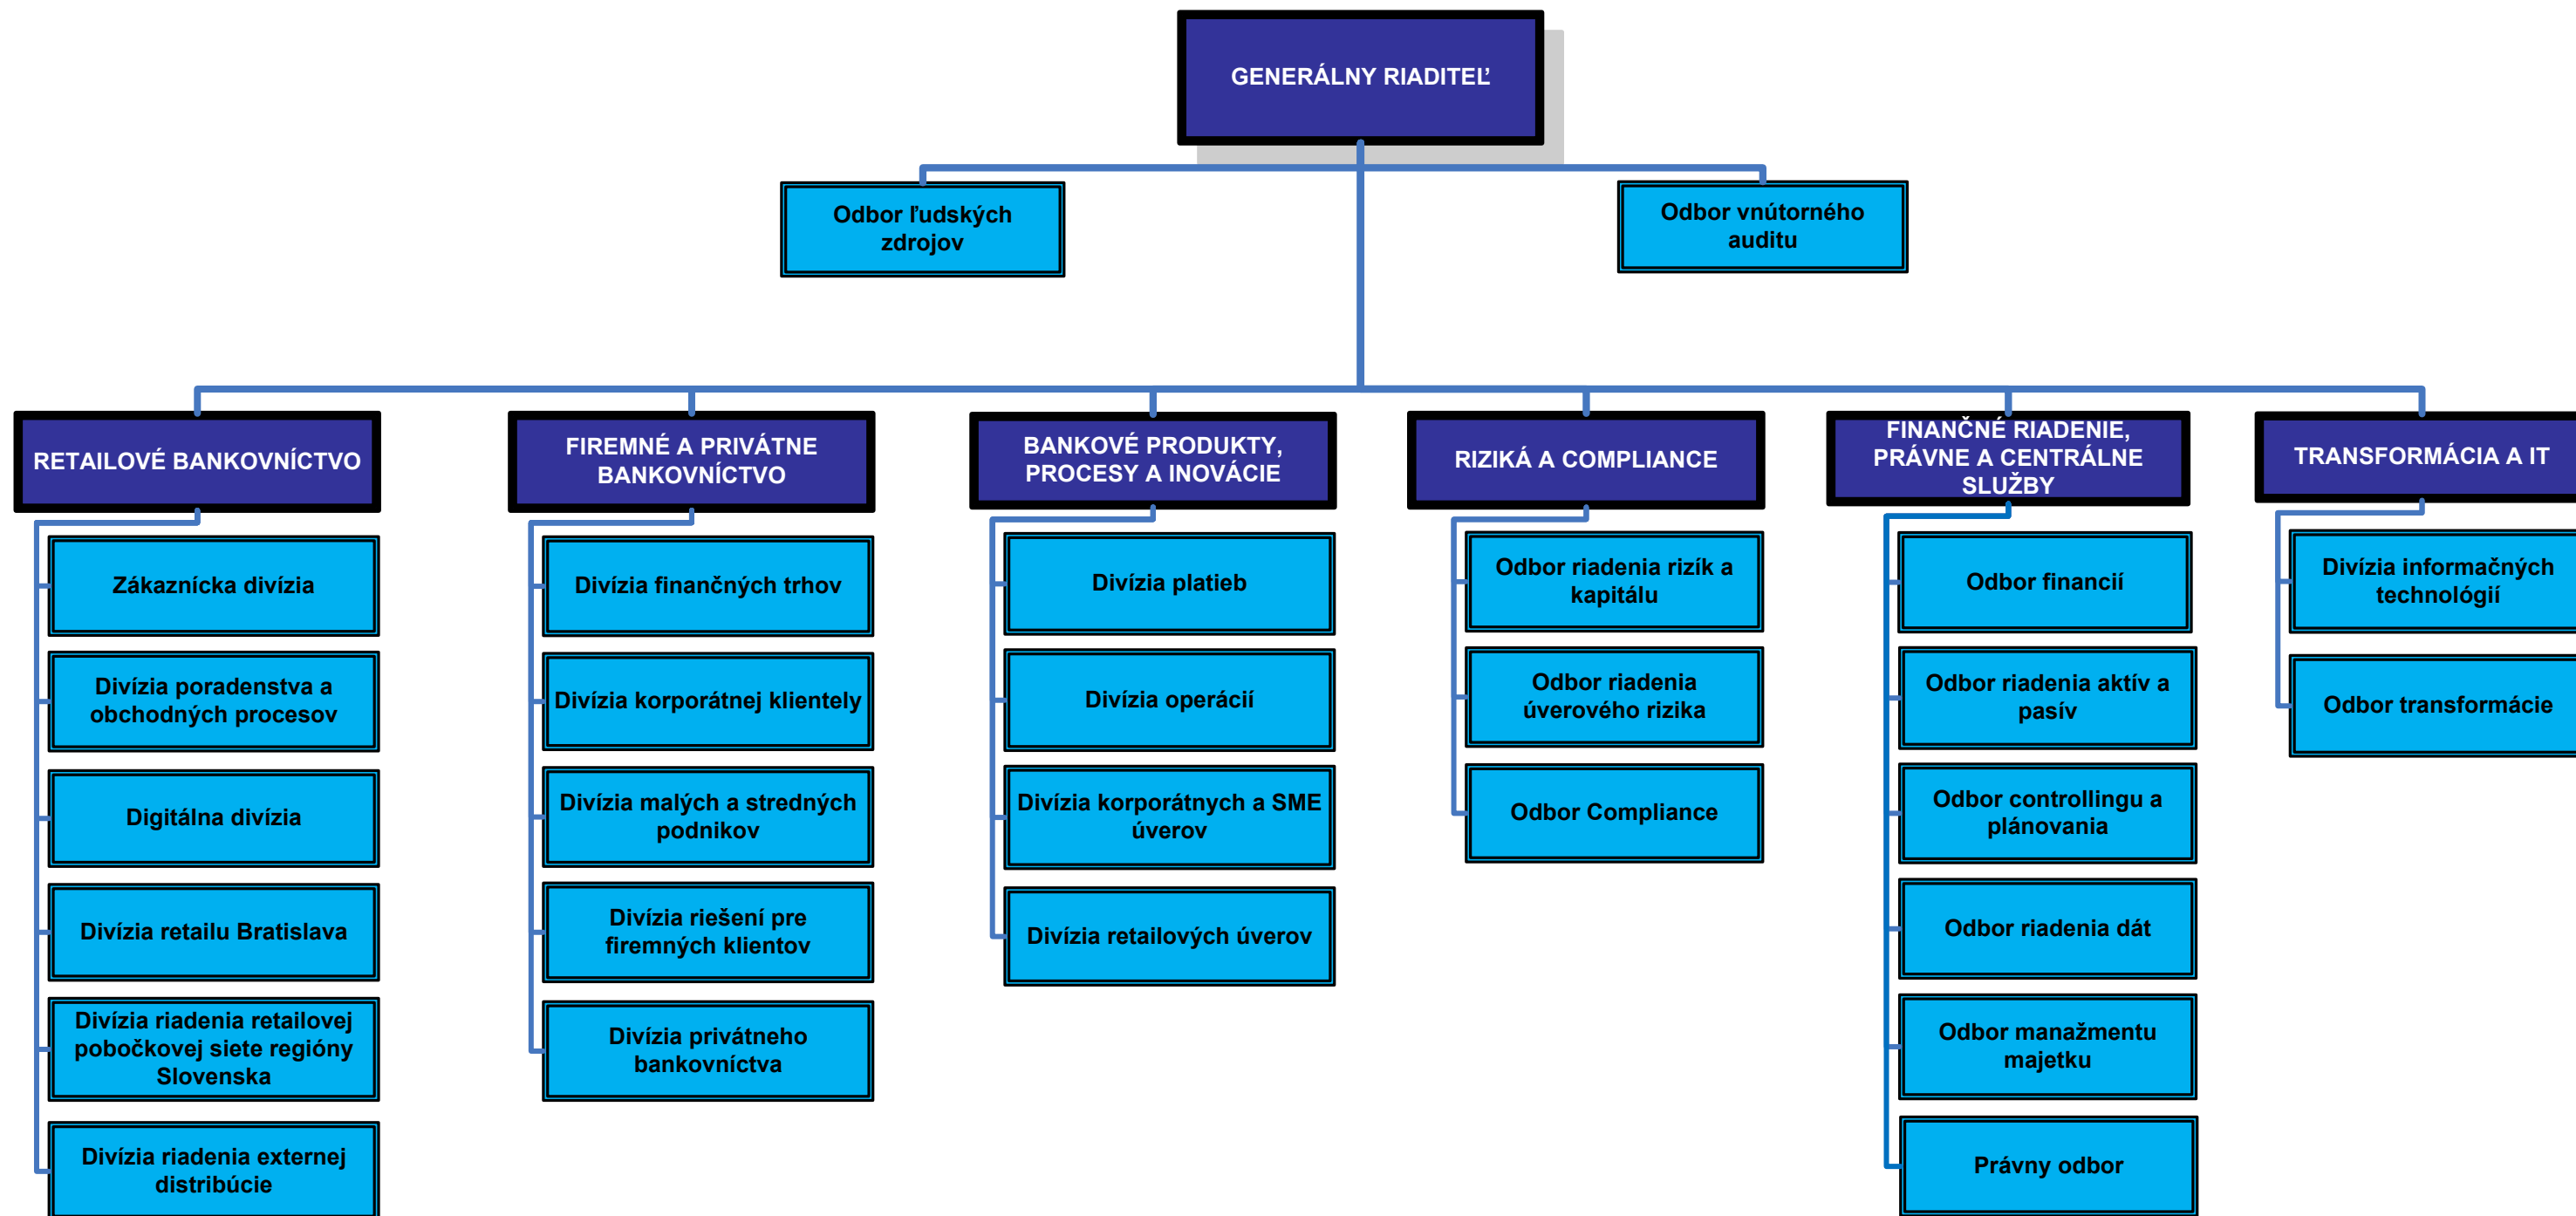 GENERÁLNY RIADITEĽ
Odbor ľudských
zdrojov
Odbor vnútorného
auditu
RETAILOVÉ BANKOVNÍCTVO
Zákaznícka divízia
Divízia poradenstva a
obchodných procesov
Digitálna divízia
Divízia retailu Bratislava
Divízia riadenia retailovej
pobočkovej siete regióny
Slovenska
Divízia riadenia externej
distribúcie
FIREMNÉ A PRIVÁTNE
BANKOVNÍCTVO
Divízia finančných trhov
Divízia korporátnej klientely
Divízia malých a stredných
podnikov
Divízia riešení pre
firemných klientov
Divízia privátneho
bankovníctva
BANKOVÉ PRODUKTY,
PROCESY A INOVÁCIE
Divízia platieb
Divízia operácií
Divízia korporátnych a SME
úverov
Divízia retailových úverov
RIZIKÁ A COMPLIANCE
Odbor riadenia rizík a
kapitálu
Odbor riadenia
úverového rizika
Odbor Compliance
FINANČNÉ RIADENIE,
PRÁVNE A CENTRÁLNE
SLUŽBY
Odbor financií
Odbor riadenia aktív a
pasív
Odbor controllingu a
plánovania
Odbor riadenia dát
Odbor manažmentu
majetku
Právny odbor
TRANSFORMÁCIA A IT
Divízia informačných
technológií
Odbor transformácie